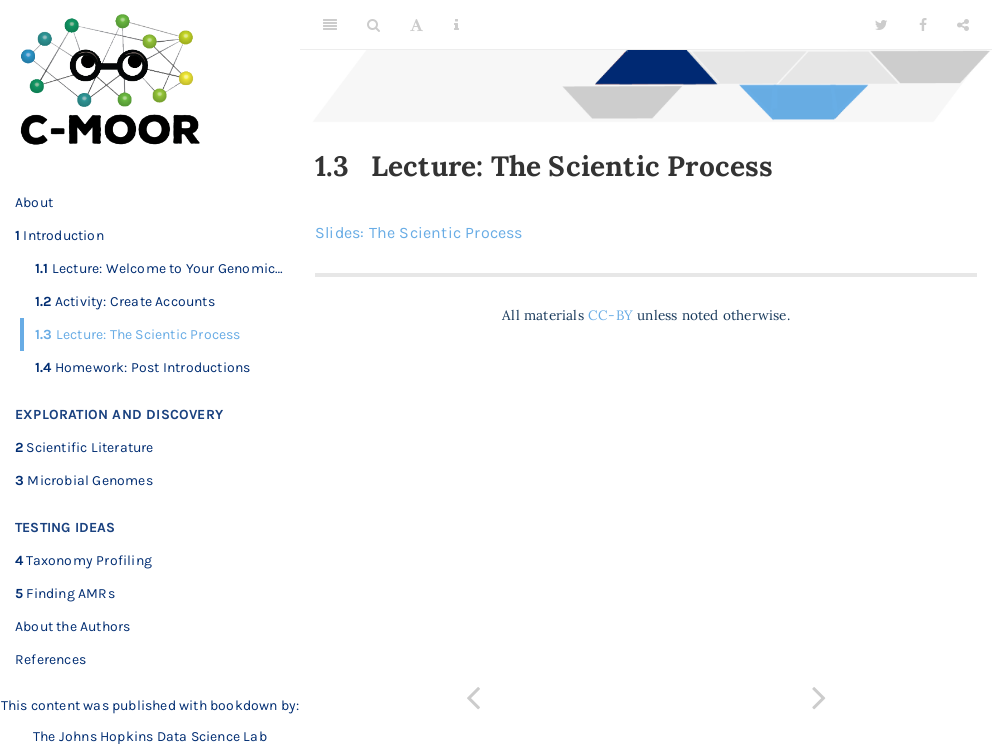 C-MOOR
About
1 Introduction
1.1 Lecture: Welcome to Your Genomic...
1.2 Activity: Create Accounts
1.3 Lecture: The Scientic Process
1.4 Homework: Post Introductions
EXPLORATION AND DISCOVERY
2 Scientific Literature
3 Microbial Genomes
TESTING IDEAS
4 Taxonomy Profiling
5 Finding AMRs
About the Authors
References
This content was published with bookdown by:
The Johns Hopkins Data Science Lab
A
1.3 Lecture: The Scientic Process
Slides: The Scientic Process
All materials CC-BY unless noted otherwise.